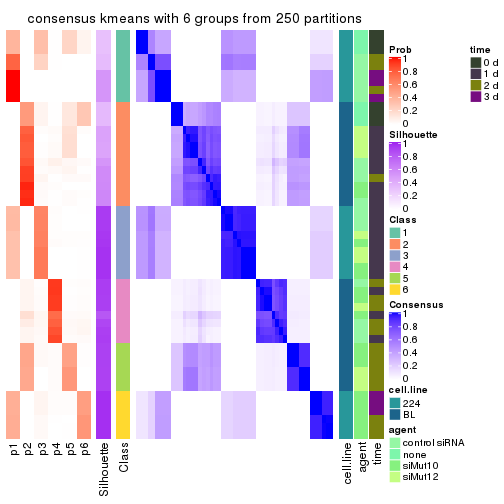 consensus kmeans with 6 groups from 250 partitions
Prob
1
0.8
0.6
0.4
0.2
0
time
0 d
1 d
2 d
3 d
Silhouette
1
0.8
0.6
0.4
0.2
0
Class
1
2
3
4
5
6
Consensus
1
0.8
0.6
0.4
0.2
0
cell.line
224
BL
agent
control siRNA
none
siMut10
siMut12
p1
p2
p3
p4
p5
p6
Silhouette
Class
cell.line
agent
time